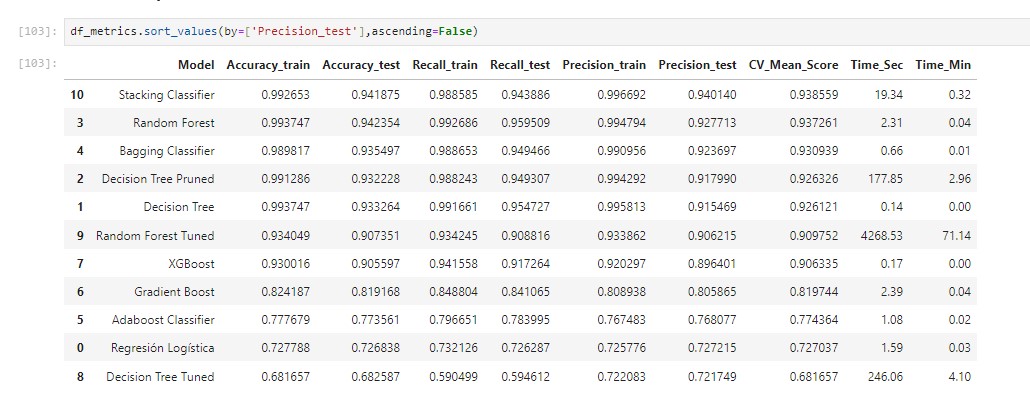 [103]: df_metrics.sort_values(by=['Precision_test'],ascending=False)
[103]: Model Accuracy_train Accuracy_test Recall_train Recall_test Precision_train Precision_test CV_Mean_Score Time_Sec Time_Min
10 Stacking Classifier 0.992653 0.941875 0.988585 0.943886 0.996692 0.940140 0.938559 19.34 0.32
3 Random Forest 0.993747 0.942354 0.992686 0.959509 0.994794 0.927713 0.937261 2.31 0.04
4 Bagging Classifier 0.989817 0.935497 0.988653 0.949466 0.990956 0.923697 0.930939 0.66 0.01
2 Decision Tree Pruned 0.991286 0.932228 0.988243 0.949307 0.994292 0.917990 0.926326 177.85 2.96
1 Decision Tree 0.993747 0.933264 0.991661 0.954727 0.995813 0.915469 0.926121 0.14 0.00
9 Random Forest Tuned 0.934049 0.907351 0.934245 0.908816 0.933862 0.906215 0.909752 4268.53 71.14
7 XGBoost 0.930016 0.905597 0.941558 0.917264 0.920297 0.896401 0.906335 0.17 0.00
6 Gradient Boost 0.824187 0.819168 0.848804 0.841065 0.808938 0.805865 0.819744 2.39 0.04
5 Adaboost Classifier 0.777679 0.773561 0.796651 0.783995 0.767483 0.768077 0.774364 1.08 0.02
0 Regresión Logística 0.727788 0.726838 0.732126 0.726287 0.725776 0.727215 0.727037 1.59 0.03
8 Decision Tree Tuned 0.681657 0.682587 0.590499 0.594612 0.722083 0.721749 0.681657 246.06 4.10